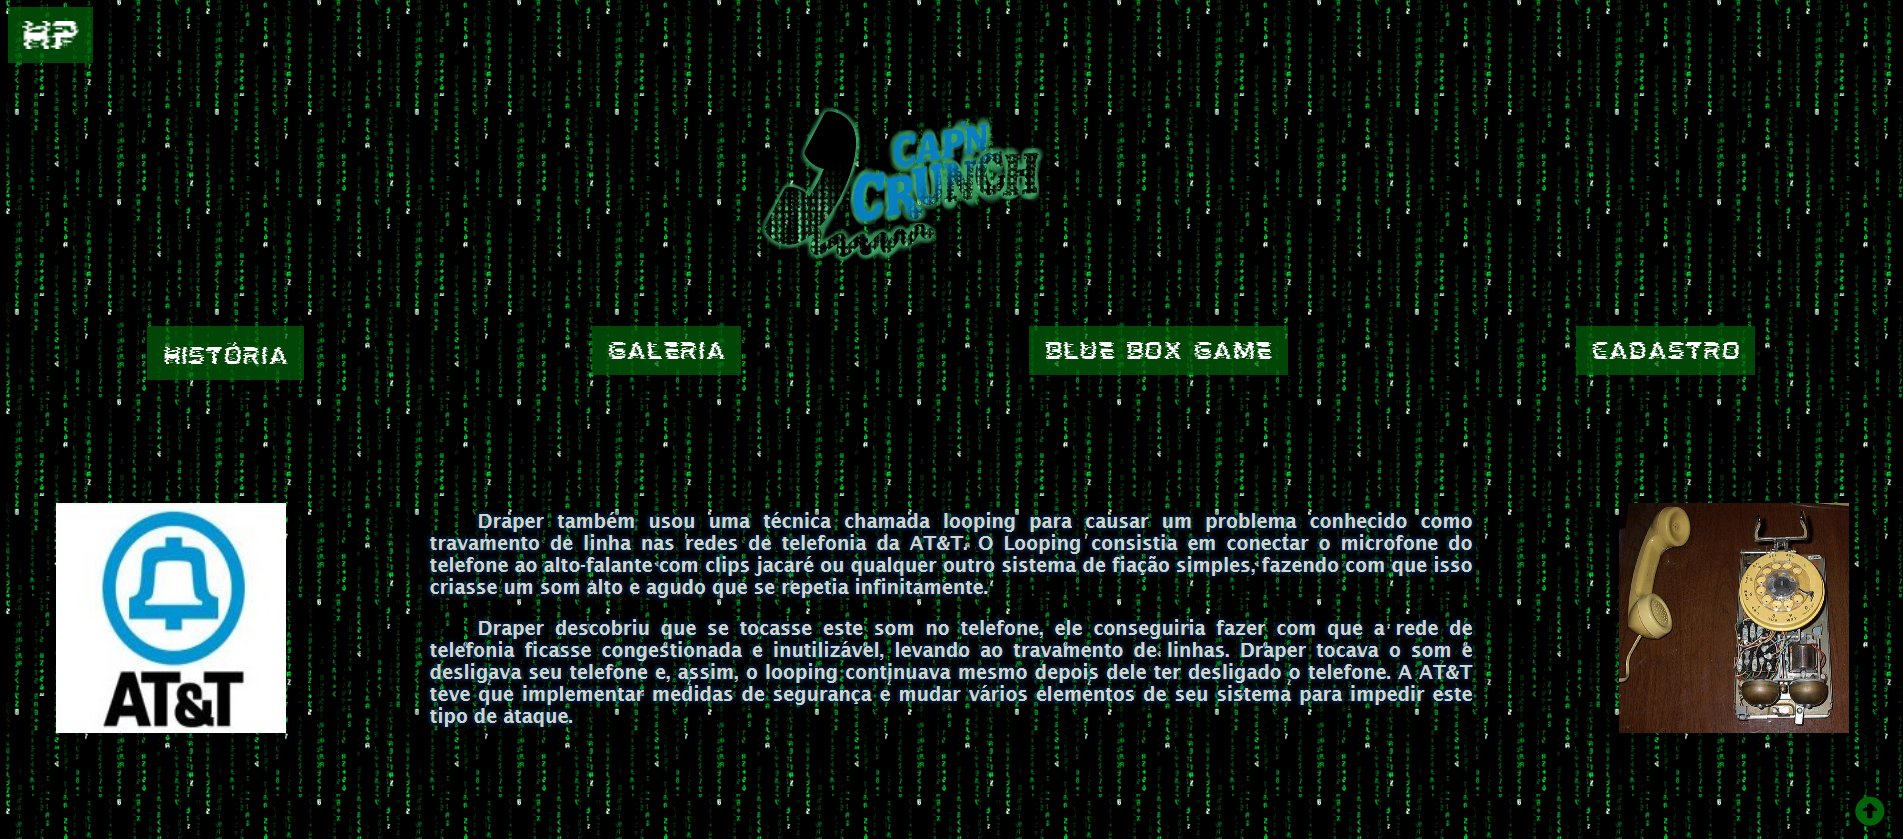 HP
CAPN
CRUNCH
HISTÓRIA
GALERIA
BLUE BOX GAME
CADASTRO
Draper também usou uma técnica chamada looping para causar um problema conhecido como
travamento de linha nas redes de telefonia da AT&T. O Looping consistia em conectar o microfone do
telefone ao alto-falante com clips jacaré ou qualquer outro sistema de fiação simples, fazendo com que isso
criasse um som alto e agudo que se repetia infinitamente.
Draper descobriu que se tocasse este som no telefone, ele conseguiria fazer com que a rede de
telefonia ficasse congestionada e inutilizável, levando ao travamento de linhas. Draper tocava o som e
desligava seu telefone e, assim, o looping continuava mesmo depois dele ter desligado o telefone. A AT&T
teve que implementar medidas de segurança e mudar vários elementos de seu sistema para impedir este
tipo de ataque.
AT&T